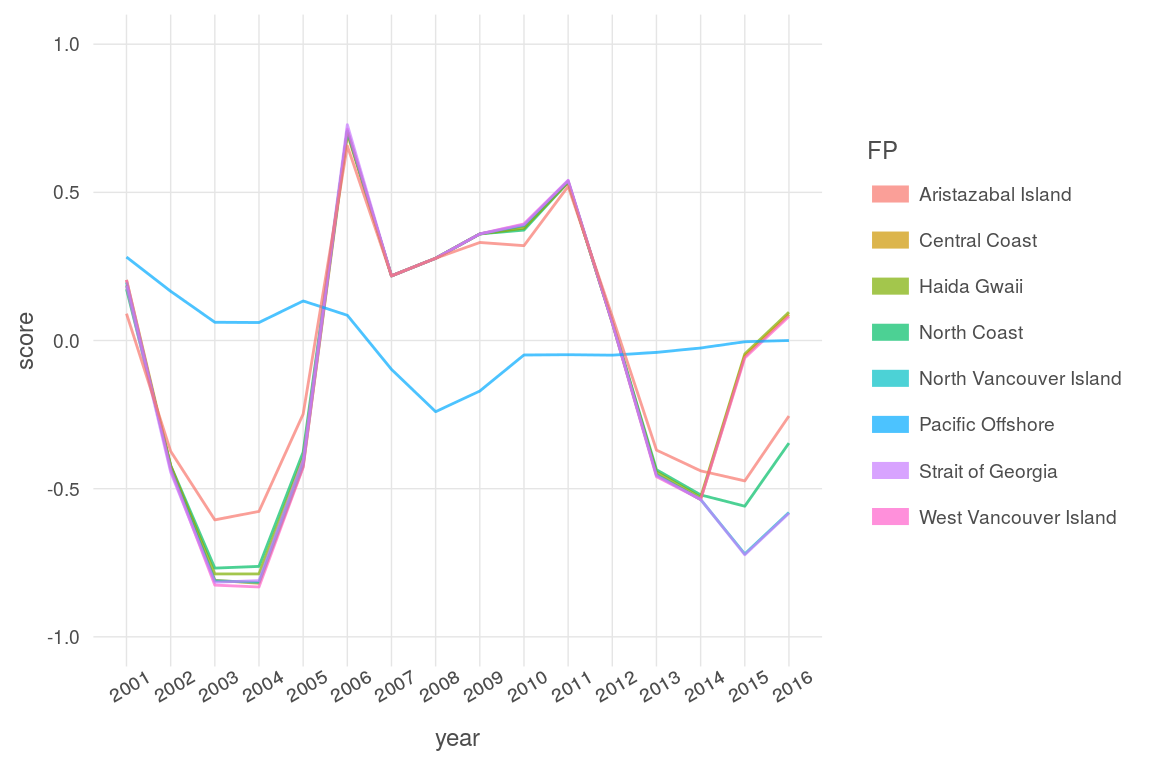 1.0
0.5
0.0
-0.5
-1.0
score
2001 2002 2003 2004 2005 2006 2007 2008 2009 2010 2011 2012 2013 2014 2015 2016
year
FP
Aristazabal Island
Central Coast
Haida Gwaii
North Coast
North Vancouver Island
Pacific Offshore
Strait of Georgia
West Vancouver Island